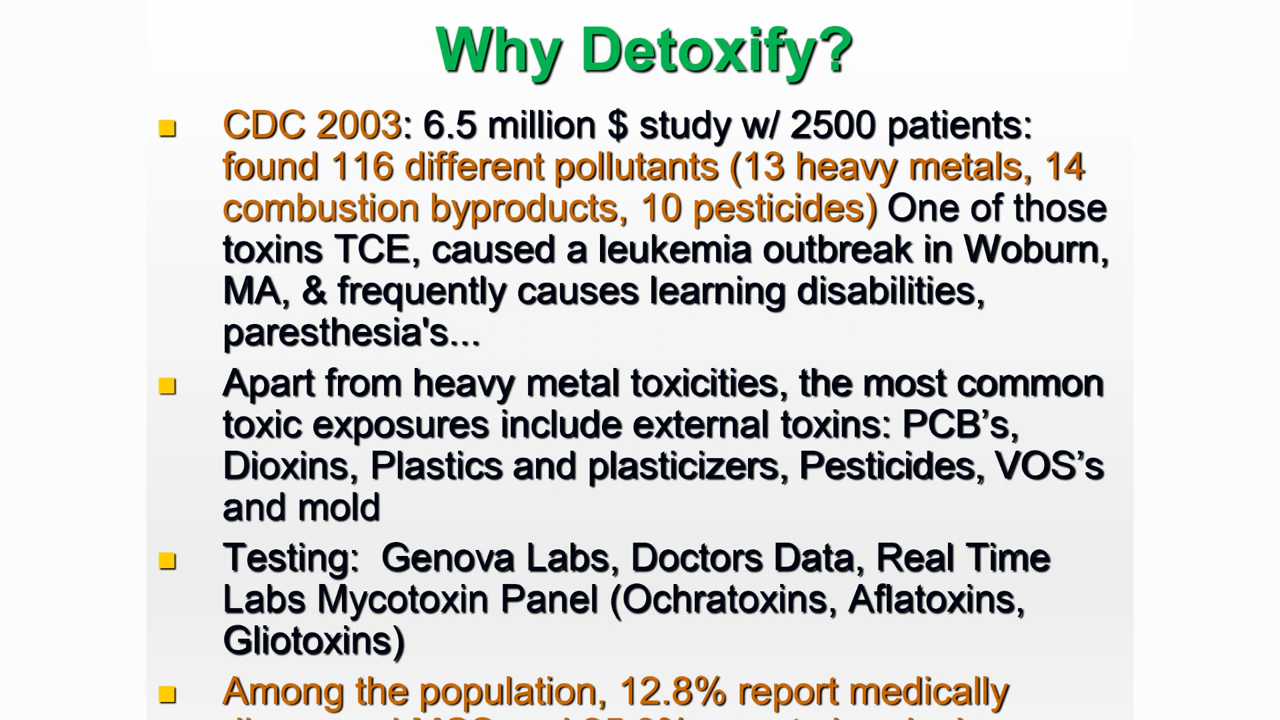 Why Detoxify?
CDC 2003: 6.5 million $ study w/ 2500 patients:
found 116 different pollutants (13 heavy metals, 14
combustion byproducts, 10 pesticides) One of those
toxins TCE, caused a leukemia outbreak in Woburn,
MA, & frequently causes learning disabilities,
paresthesia's...
Apart from heavy metal toxicities, the most common
toxic exposures include external toxins: PCB’s,
Dioxins, Plastics and plasticizers, Pesticides, VOS’s
and mold
Testing:  Genova Labs, Doctors Data, Real Time
Labs Mycotoxin Panel (Ochratoxins, Aflatoxins,
Gliotoxins)
Among the population, 12.8% report medically